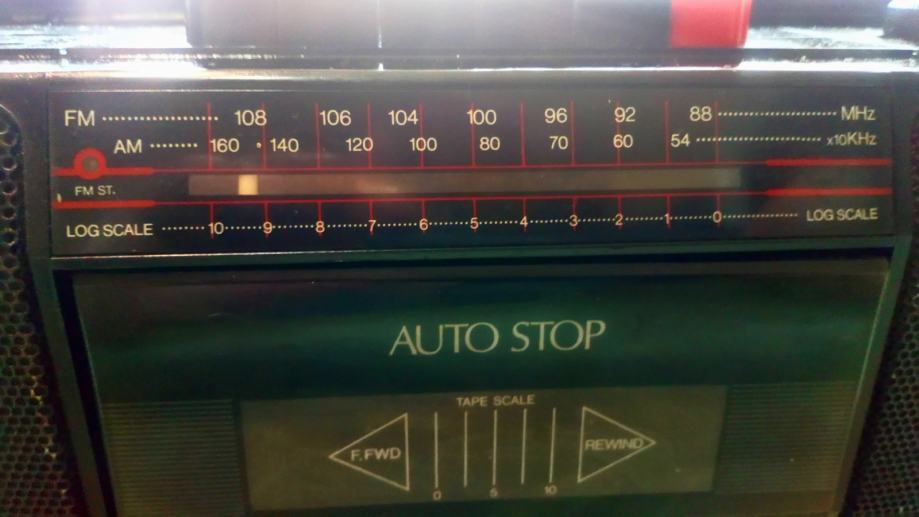 FM 108 106 104 100 96 92 88 MHz
AM 160 140 120 100 80 70 60 54 x10KHz
FM ST.
LOG SCALE 10 9 8 7 6 5 4 3 2 1 0 LOG SCALE
AUTO STOP
TAPE SCALE
F.FWD REWIND
0 5 10